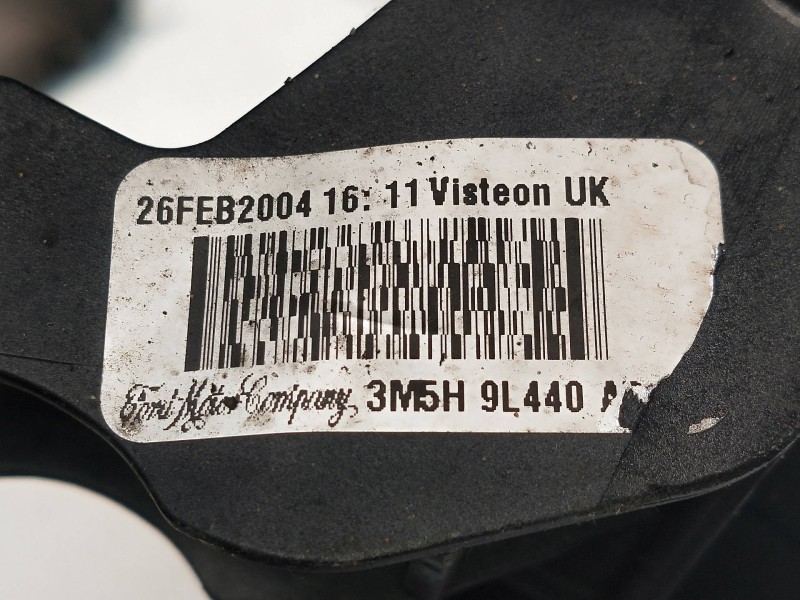 26FEB2004 16:11 Visteon UK
Ford Motor Company, 3M5H 9L440